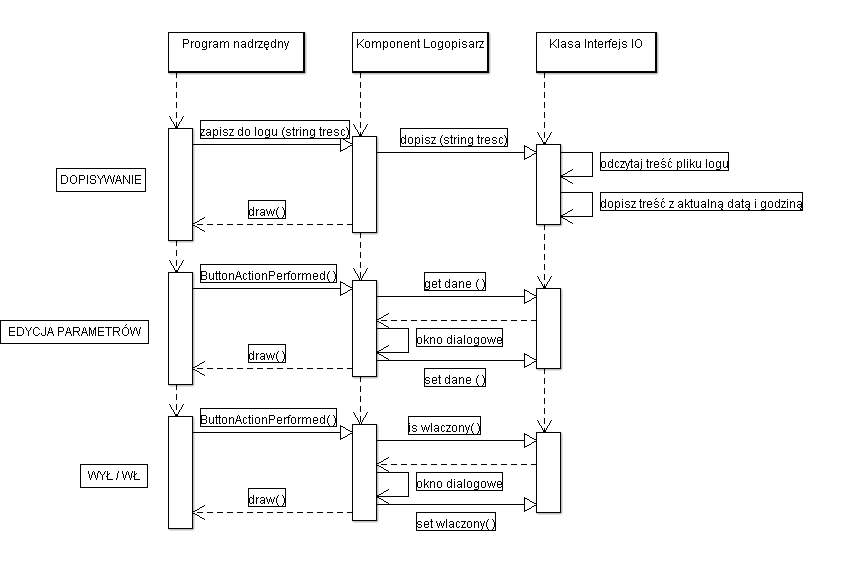 Program nadrzędny
Komponent Logopisarz
Klasa Interfejs IO
zapisz do logu (string tresc)
dopisz (string tresc)
odczytaj treść pliku logu
DOPISYWANIE
dopisz treść z aktualną datą i godziną
draw()
ButtonActionPerformed()
get dane ()
EDYCJA PARAMETRÓW
okno dialogowe
draw()
set dane ()
ButtonActionPerformed()
is wlaczony()
WYŁ / WŁ
okno dialogowe
draw()
set wlaczony()